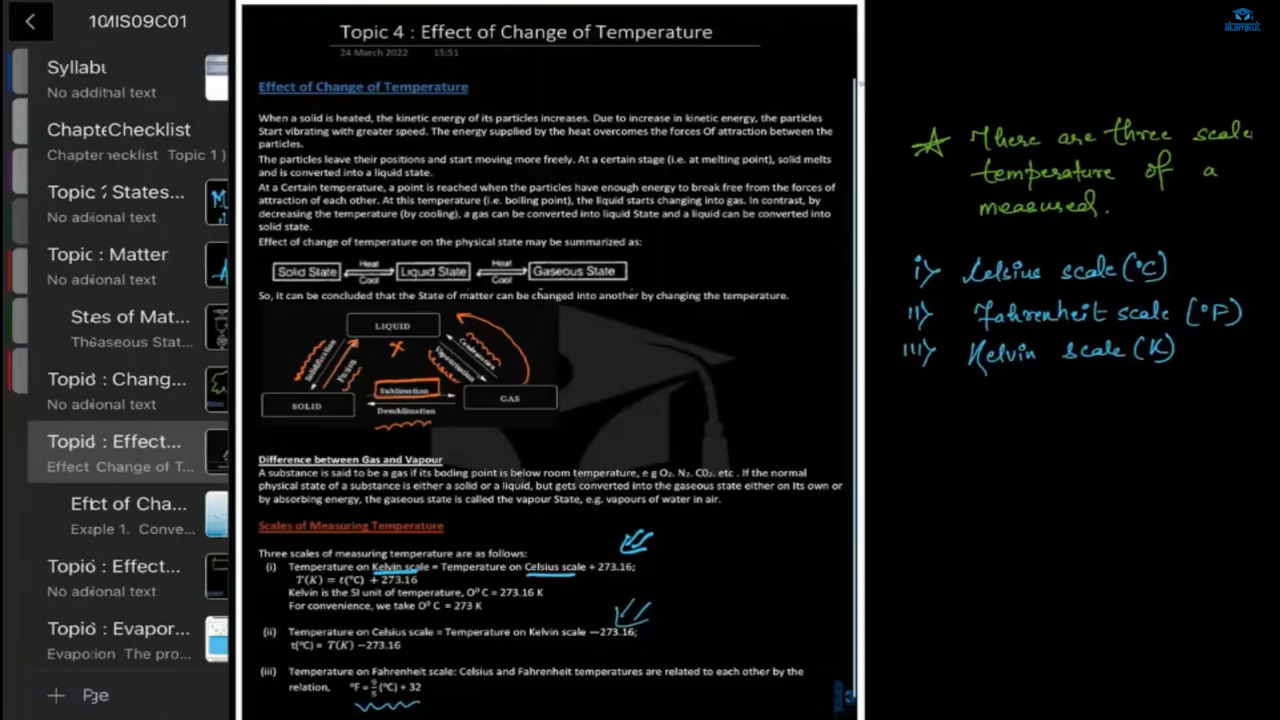 10MIS09C01
Syllabu
No additnal text
ChapteChecklist
Chapterhecklist Topic 1 )
Topic ? States...
No adional text
Topic : Matter
No adional text
Stes of Mat...
Theaseous Stat...
Topid : Chang...
No adional text
Topid : Effect...
Effect Change of T...
Effct of Cha...
Exaple 1. Conve...
Topid : Effect...
No adional text
Topid : Evapor...
Evapotion The pro...
+ Pge
Topic 4 : Effect of Change of Temperature
24 March 2022 15:51
Effect of Change of Temperature
When a solid is heated, the kinetic energy of its particles increases. Due to increase in kinetic energy, the particles
Start vibrating with greater speed. The energy supplied by the heat overcomes the forces Of attraction between the
particles.
The particles leave their positions and start moving more freely. At a certain stage (i.e. at melting point), solid melts
and is converted into a liquid state.
At a Certain temperature, a point is reached when the particles have enough energy to break free from the forces of
attraction of each other. At this temperature (i.e. boiling point), the liquid starts changing into gas. In contrast, by
decreasing the temperature (by cooling), a gas can be converted into liquid State and a liquid can be converted into
solid state.
Effect of change of temperature on the physical state may be summarized as:
Solid State Heat Cool Liquid State Heat Cool Gaseous State
So, it can be concluded that the State of matter can be changed into another by changing the temperature.
LIQUID
Solidification
Fusion
Condensation
Vaporization
Sublimation
SOLID
GAS
Desublimation
Difference between Gas and Vapour
A substance is said to be a gas if its boding point is below room temperature, e g O₂. N₂. C0₂. etc . If the normal
physical state of a substance is either a solid or a liquid, but gets converted into the gaseous state either on Its own or
by absorbing energy, the gaseous state is called the vapour State, e.g. vapours of water in air.
Scales of Measuring Temperature
Three scales of measuring temperature are as follows:
(i) Temperature on Kelvin scale = Temperature on Celsius scale + 273.16;
T(K) = t(°C) + 273.16
Kelvin is the SI unit of temperature, O⁰ C = 273.16 K
For convenience, we take O⁰ C = 273 K
(ii) Temperature on Celsius scale = Temperature on Kelvin scale —273.16;
t(°C) = T(K) −273.16
(iii) Temperature on Fahrenheit scale: Celsius and Fahrenheit temperatures are related to each other by the
relation, °F = 9/5 (°C) + 32
atamkul
There are three scale
temperature of a
measured.
i) Celsius scale (°C)
ii) Fahrenheit scale (°F)
iii) Kelvin scale (K)